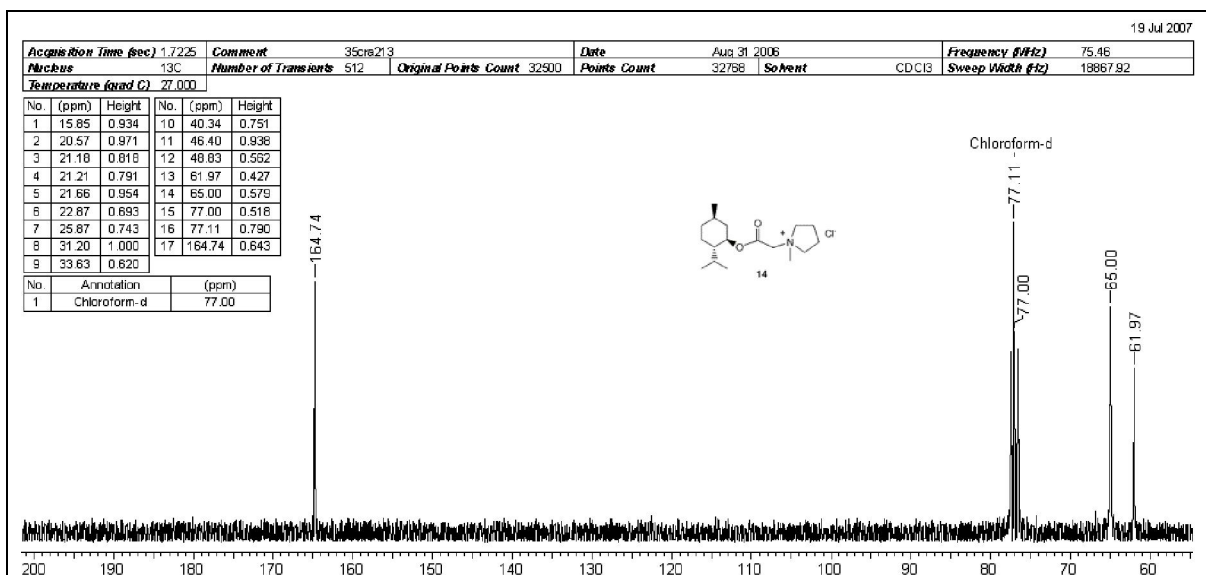 19 Jul 2007
Acquisition Time (sec) 1.7225 Comment 35cra213 Date Aug 31 2006 Frequency (MHz) 75.46
Nucleus 13C Number of Transients 512 Original Points Count 32500 Points Count 32768 Solvent CDCl3 Sweep Width (Hz) 18867.92
Temperature (grad C) 27.000
No. (ppm) Height No. (ppm) Height
1 15.85 0.934 10 40.34 0.751
2 20.57 0.971 11 46.40 0.938
3 21.18 0.818 12 48.83 0.562
4 21.21 0.791 13 61.97 0.427
5 21.66 0.954 14 65.00 0.579
6 22.87 0.693 15 77.00 0.518
7 25.87 0.743 16 77.11 0.790
8 31.20 1.000 17 164.74 0.643
9 33.63 0.620
No. Annotation (ppm)
1 Chloroform-d 77.00
Chloroform-d
164.74
77.11
77.00
65.00
61.97
O
O
N
+
Cl-
14
200 190 180 170 160 150 140 130 120 110 100 90 80 70 60